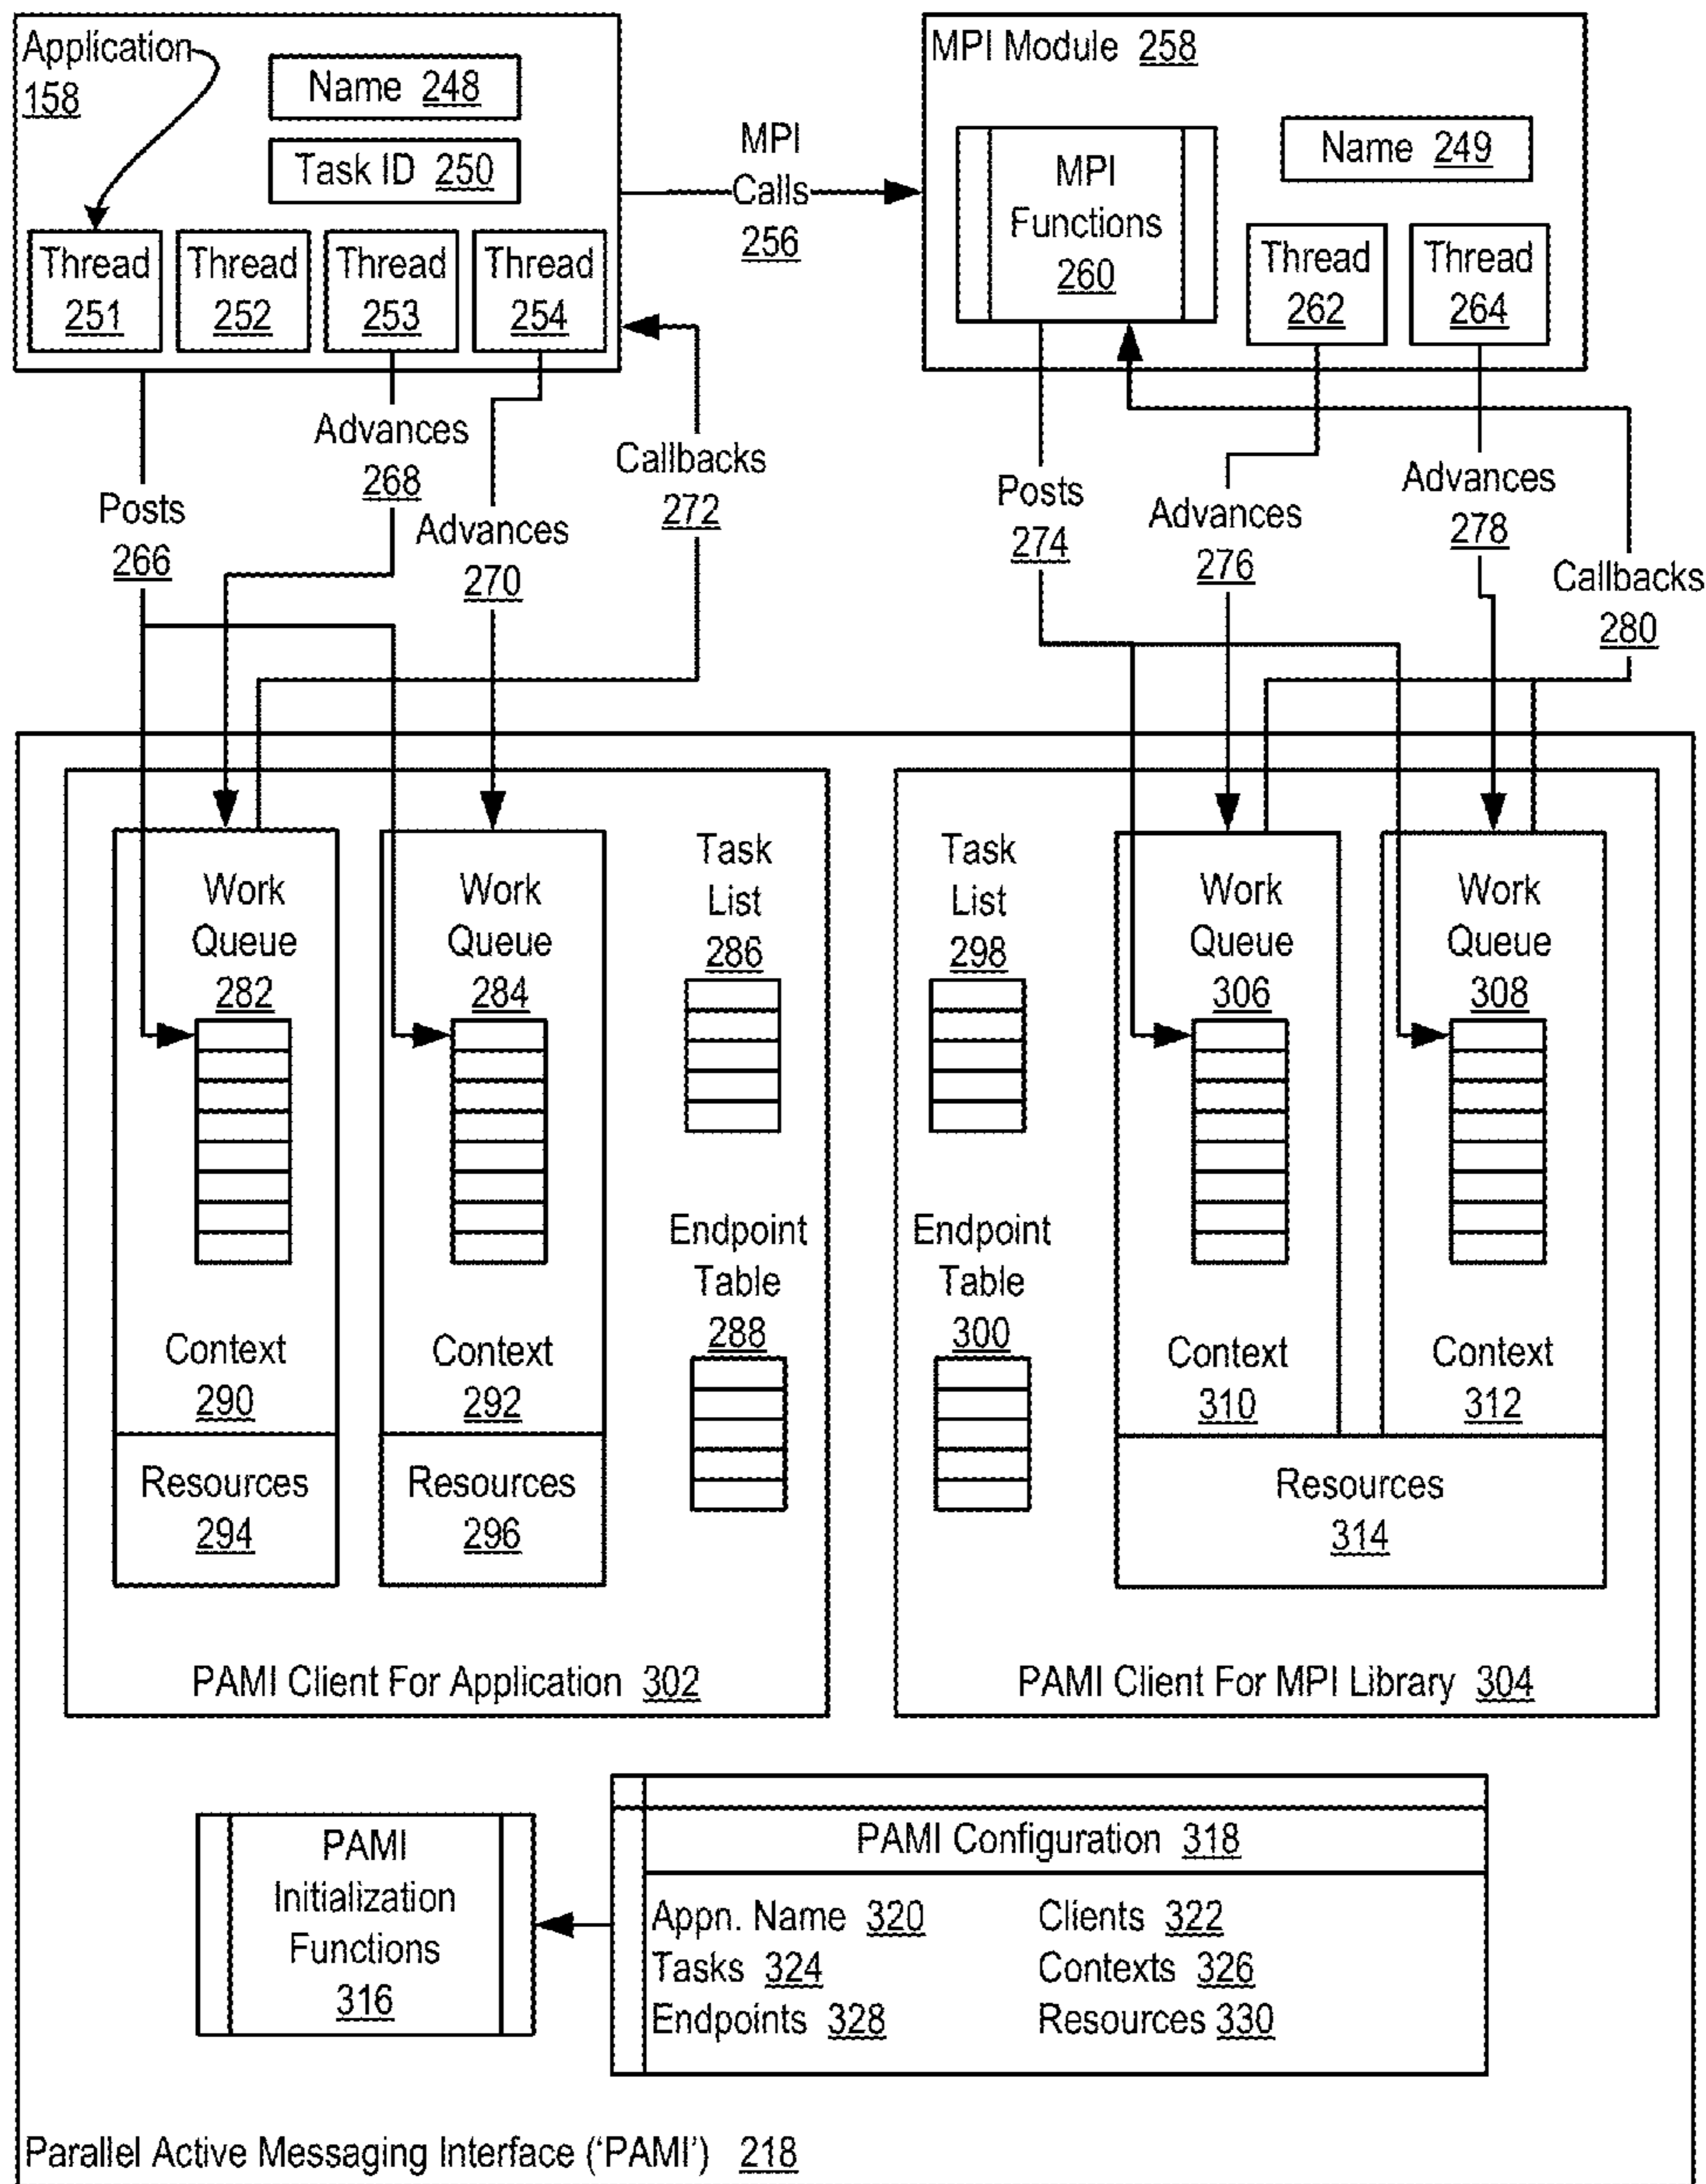 Application
158
Name 248
Task ID 250
Thread
251
Thread
252
Thread
253
Thread
254
MPI
Calls
256
MPI Module 258
MPI
Functions
260
Name 249
Thread
262
Thread
264
Posts
266
Advances
268
Advances
270
Callbacks
272
Posts
274
Advances
276
Advances
278
Callbacks
280
Work
Queue
282
Context
290
Resources
294
Work
Queue
284
Context
292
Resources
296
Task
List
286
Endpoint
Table
288
PAMI Client For Application 302
Task
List
298
Endpoint
Table
300
Work
Queue
306
Context
310
Work
Queue
308
Context
312
Resources
314
PAMI Client For MPI Library 304
PAMI
Initialization
Functions
316
PAMI Configuration 318
Appn. Name 320 Clients 322
Tasks 324 Contexts 326
Endpoints 328 Resources 330
Parallel Active Messaging Interface ('PAMI') 218